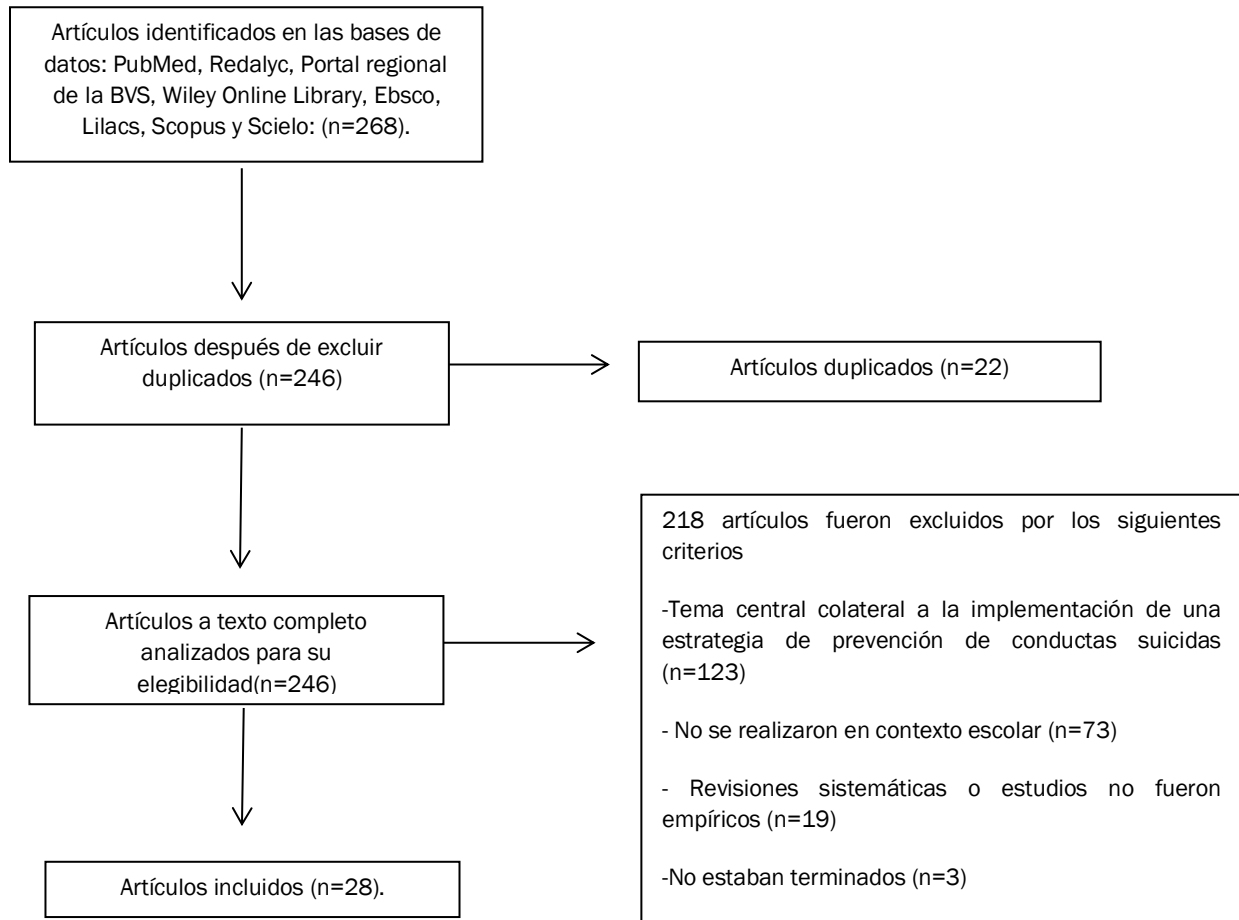 Artículos identificados en las bases de
datos: PubMed, Redalyc, Portal regional
de la BVS, Wiley Online Library, Ebsco,
Lilacs, Scopus y Scielo: (n=268).
Artículos después de excluir
duplicados (n=246)
Artículos duplicados (n=22)
Artículos a texto completo
analizados para su
elegibilidad(n=246)
218 artículos fueron excluidos por los siguientes
criterios
-Tema central colateral a la implementación de una
estrategia de prevención de conductas suicidas
(n=123)
- No se realizaron en contexto escolar (n=73)
- Revisiones sistemáticas o estudios no fueron
empíricos (n=19)
-No estaban terminados (n=3)
Artículos incluidos (n=28).